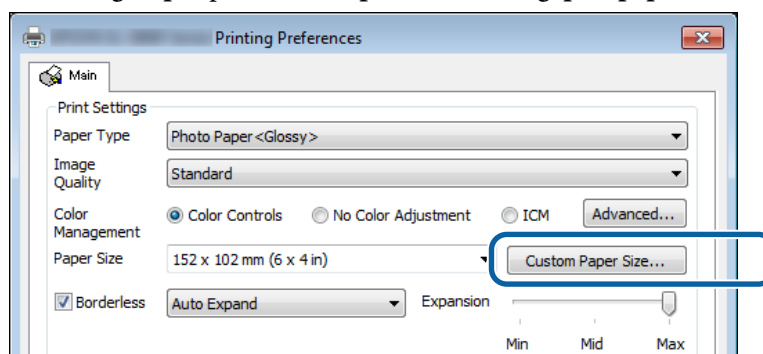 Printing Preferences
Main
Print Settings
Paper Type Photo Paper<Glossy>
Image Quality Standard
Color Management Color Controls No Color Adjustment ICM Advanced...
Paper Size 152 x 102 mm (6 x 4 in) Custom Paper Size...
Borderless Auto Expand Expansion
Min Mid Max